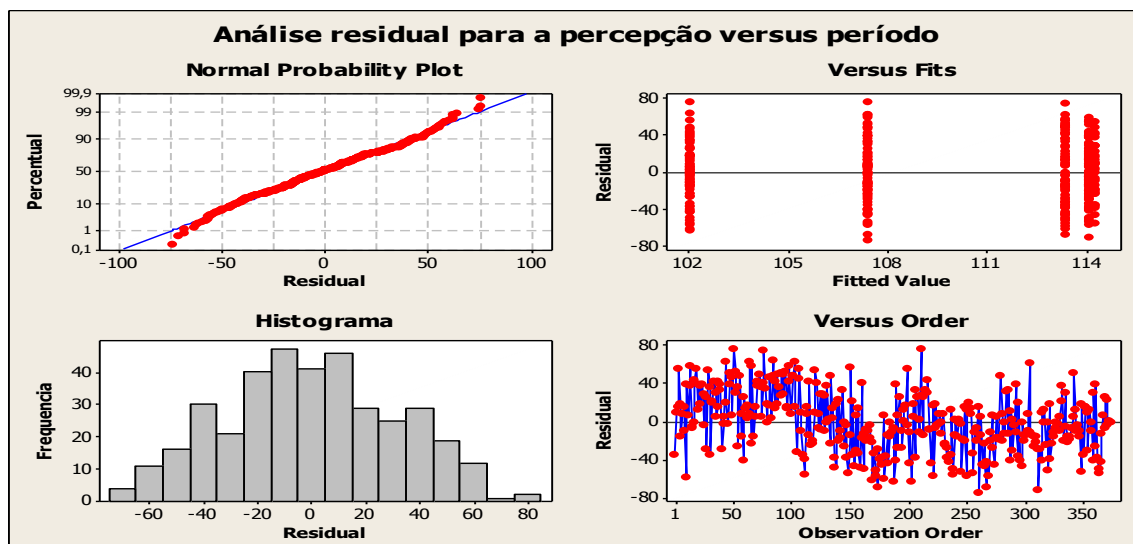 Análise residual para a percepção versus período
Normal Probability Plot
Percentual
99,9
99
90
50
10
1
0,1
-100 -50 0 50 100
Residual
Versus Fits
Residual
80
40
0
-40
-80
102 105 108 111 114
Fitted Value
Histograma
Frequencia
40
30
20
10
0
-60 -40 -20 0 20 40 60 80
Residual
Versus Order
Residual
80
40
0
-40
-80
1 50 100 150 200 250 300 350
Observation Order